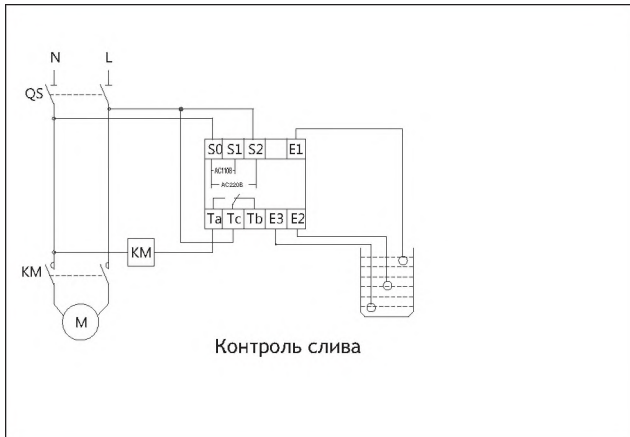 N L
QS
S0 S1 S2 E1
AC110В
AC220В
Ta Tc Tb E3 E2
KM
KM
M
Контроль слива